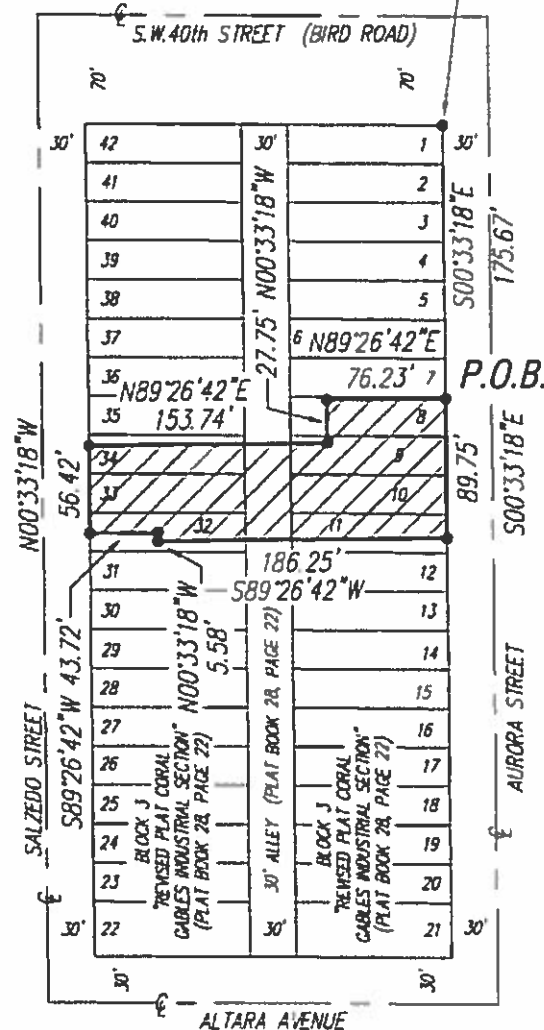 ℄
S.W.40th STREET (BIRD ROAD)
70' 70'
30' 42 30' 1 30'
41 2
40 3
39 4
38 5
37 6 N89°26'42"E
36 76.23' 7 P.O.B.
N89°26'42"E
153.74'
35 8
34 9
33 10
32 11
27.75' N00°33'18"W
S00°33'18"E
175.67'
89.75'
S00°33'18"E
N00°33'18"W
56.42'
186.25'
S89°26'42"W
N00°33'18"W
5.58'
S89°26'42"W 43.72'
31 12
30 13
29 14
28 15
27 16
26 17
25 18
24 19
23 20
30' 22 30' 21 30'
SALZEDO STREET
℄
BLOCK 3
"REVISED PLAT CORAL
GABLES INDUSTRIAL SECTION"
(PLAT BOOK 28, PAGE 22)
30' ALLEY (PLAT BOOK 28, PAGE 22)
BLOCK 3
"REVISED PLAT CORAL
GABLES INDUSTRIAL SECTION"
(PLAT BOOK 28, PAGE 22)
AURORA STREET
℄
30' 30'
℄
ALTARA AVENUE